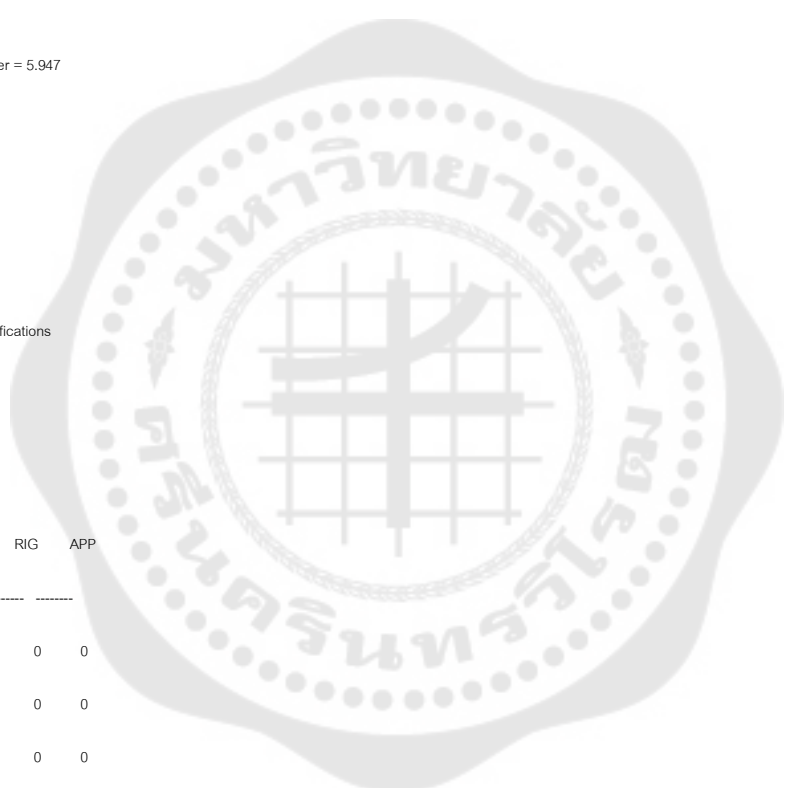 er = 5.947
มหาวิทยาลัย
fications
ศรีนครินทรวิโรฒ
RIG APP
----- --------
0 0
0 0
0 0